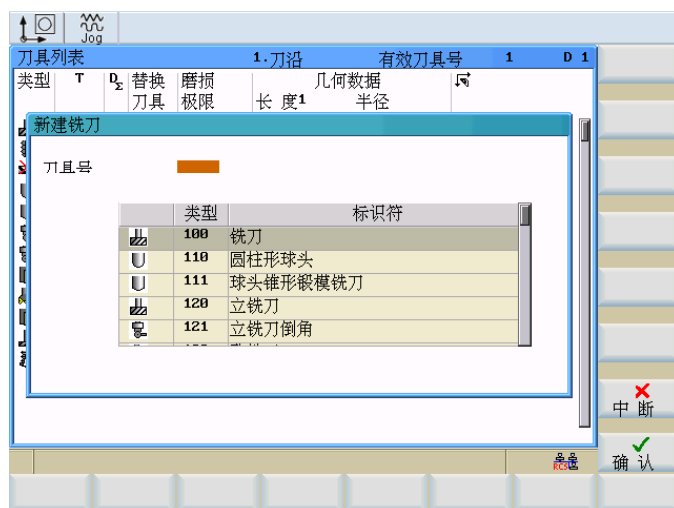 Jog
刀具列表 1.刀沿 有效刀具号 1 D 1
类型 T DΣ 替换 磨损 几何数据
刀具 极限 长 度1 半径
新建铣刀
刀具号
类型 标识符
100 铣刀
110 圆柱形球头
111 球头锥形锻模铣刀
120 立铣刀
121 立铣刀倒角
中 断
RCS
确 认